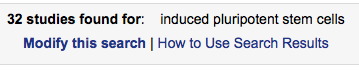 32 studies found for: induced pluripotent stem cells
Modify this search | How to Use Search Results